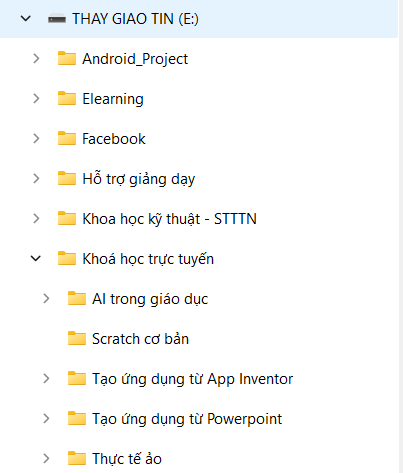 THAY GIAO TIN (E:)
Android_Project
Elearning
Facebook
Hỗ trợ giảng dạy
Khoa học kỹ thuật - STTTN
Khoá học trực tuyến
AI trong giáo dục
Scratch cơ bản
Tạo ứng dụng từ App Inventor
Tạo ứng dụng từ Powerpoint
Thực tế ảo